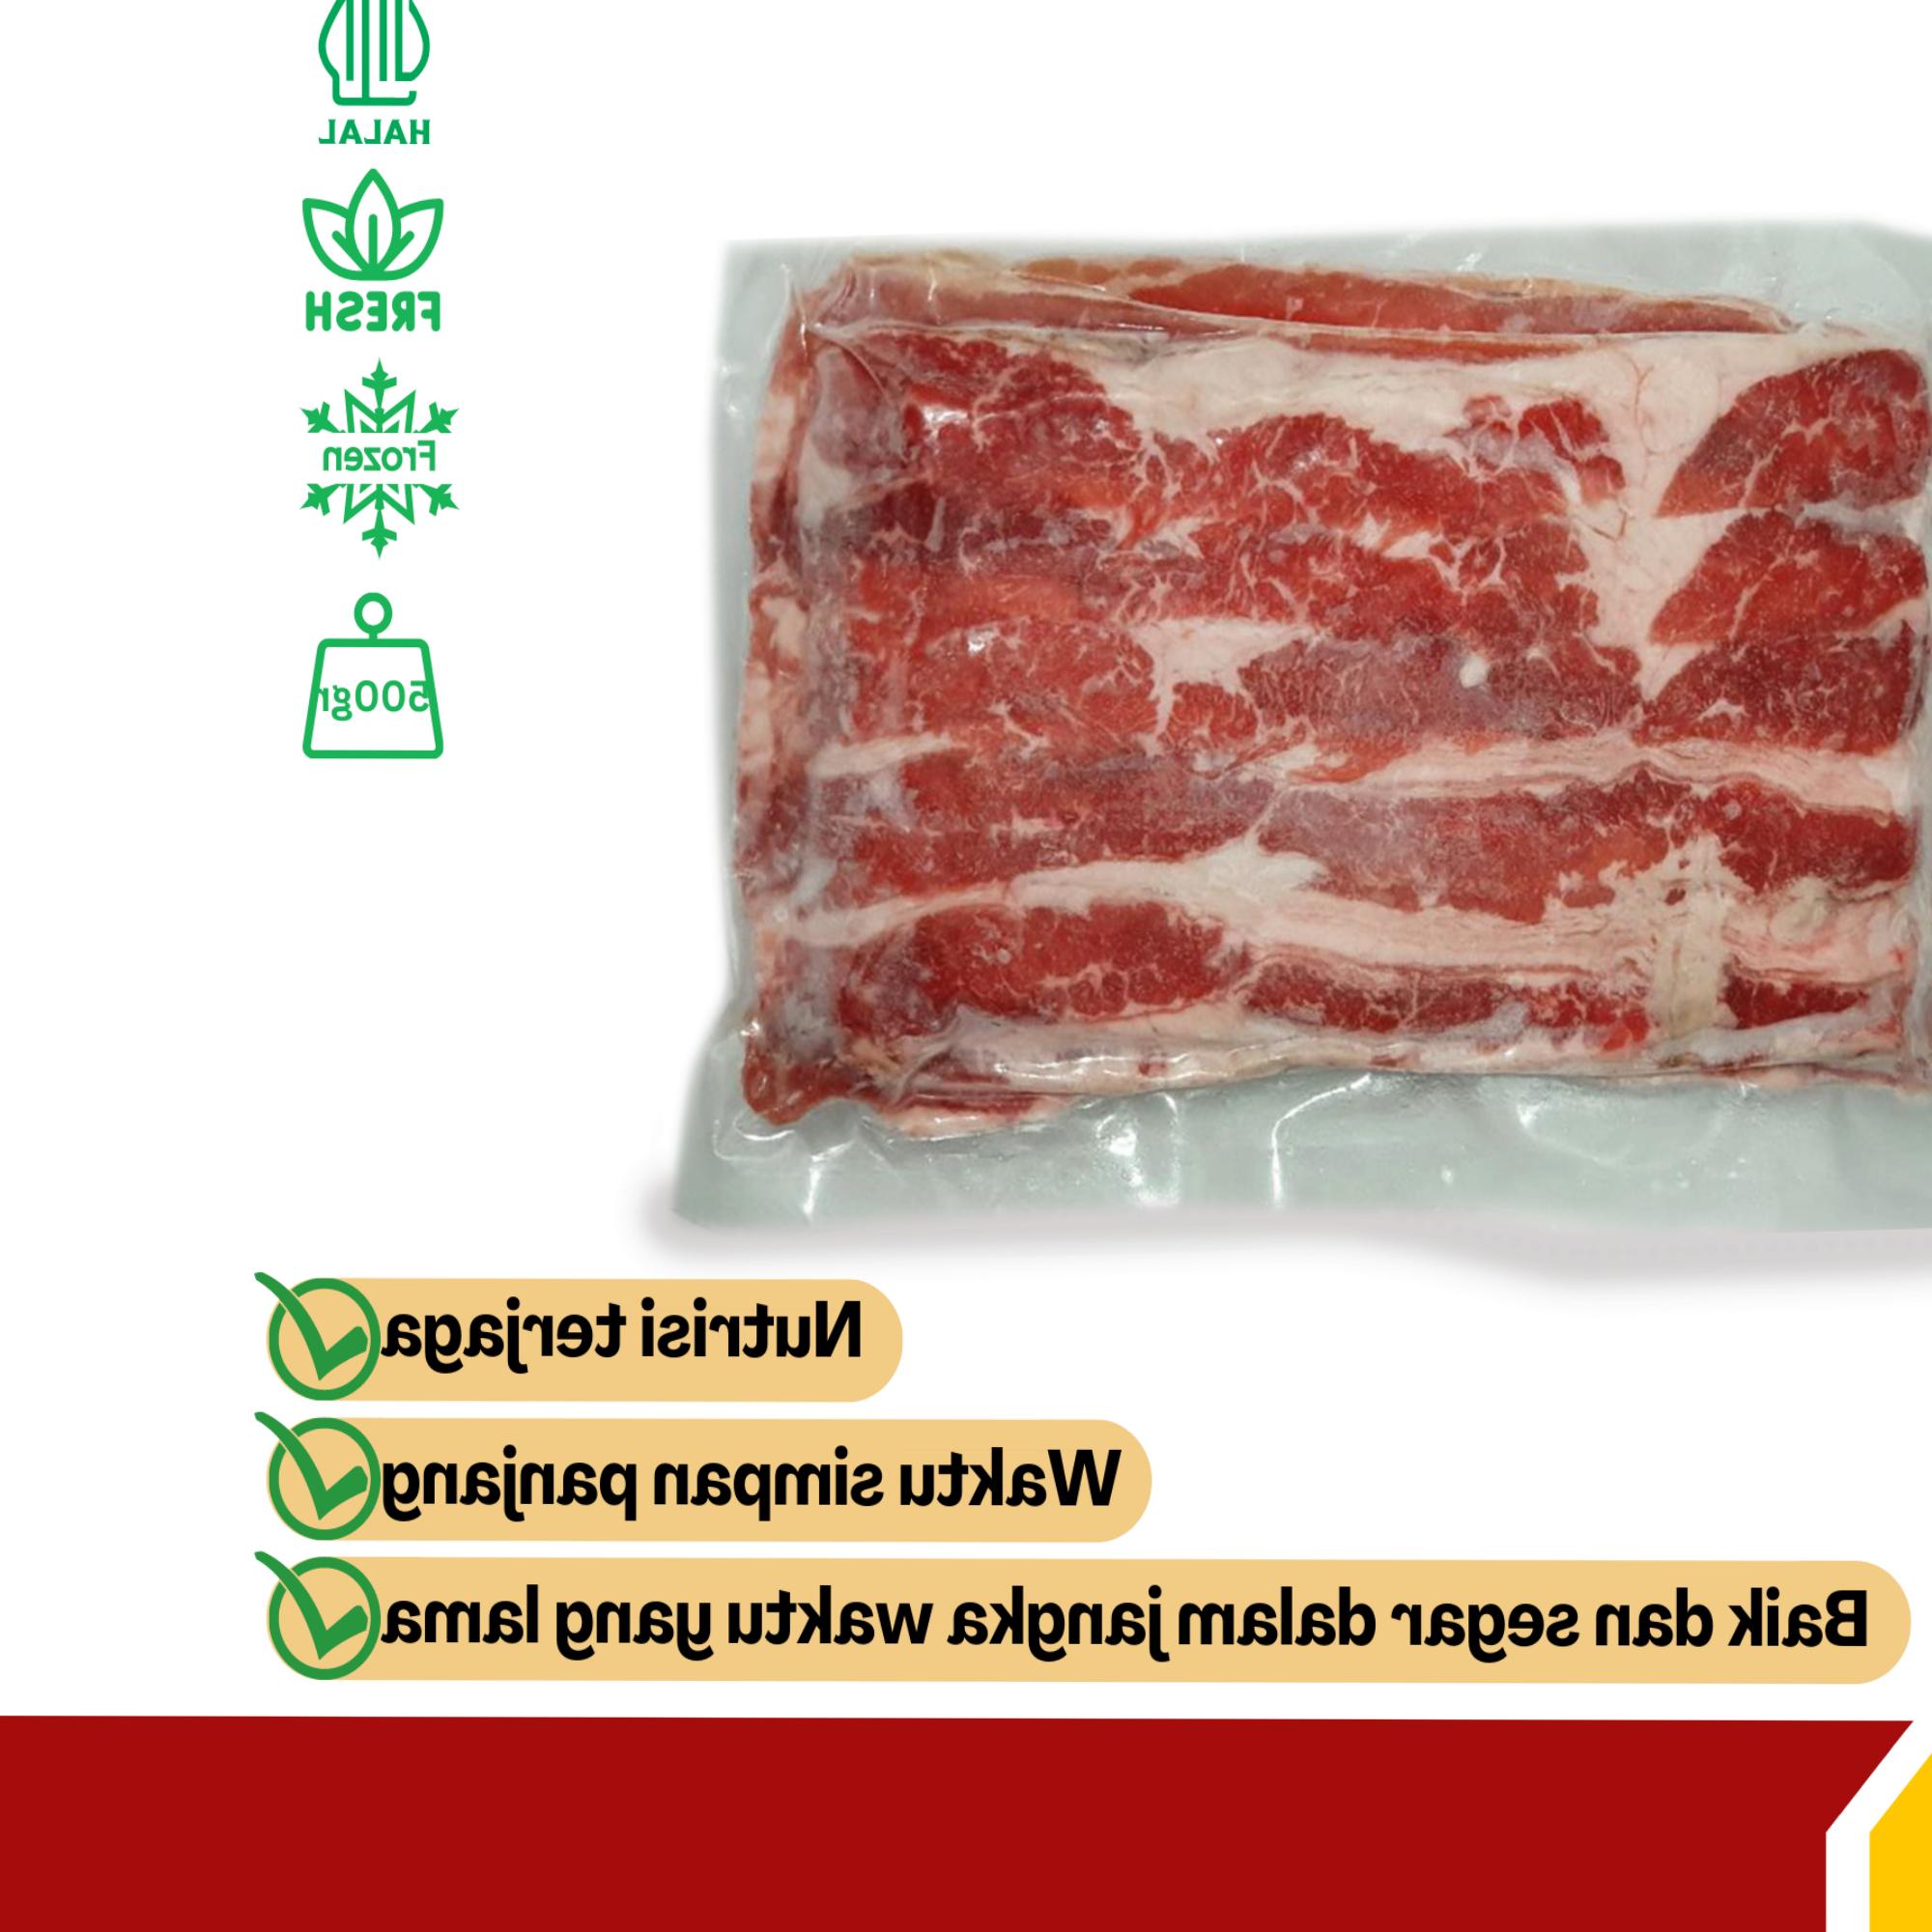 HALAL
FRESH
Frozen
500gr
Nutrisi terjaga
Waktu simpan panjang
Baik dan segar dalam jangka waktu yang lama